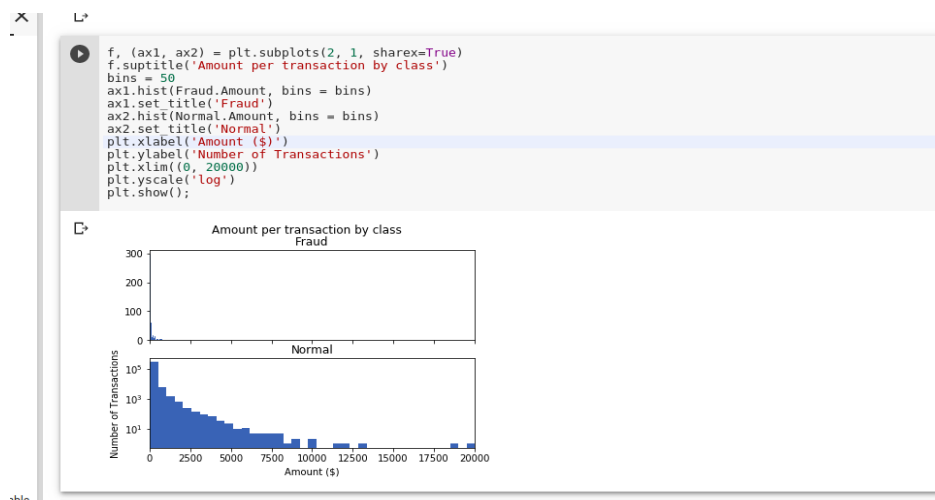 f, (ax1, ax2) = plt.subplots(2, 1, sharex=True)
f.suptitle('Amount per transaction by class')
bins = 50
ax1.hist(Fraud.Amount, bins = bins)
ax1.set_title('Fraud')
ax2.hist(Normal.Amount, bins = bins)
ax2.set_title('Normal')
plt.xlabel('Amount ($)')
plt.ylabel('Number of Transactions')
plt.xlim((0, 20000))
plt.yscale('log')
plt.show();
Amount per transaction by class
Fraud
300
200
100
0
Normal
Number of Transactions
10⁵
10³
10¹
0 2500 5000 7500 10000 12500 15000 17500 20000
Amount ($)